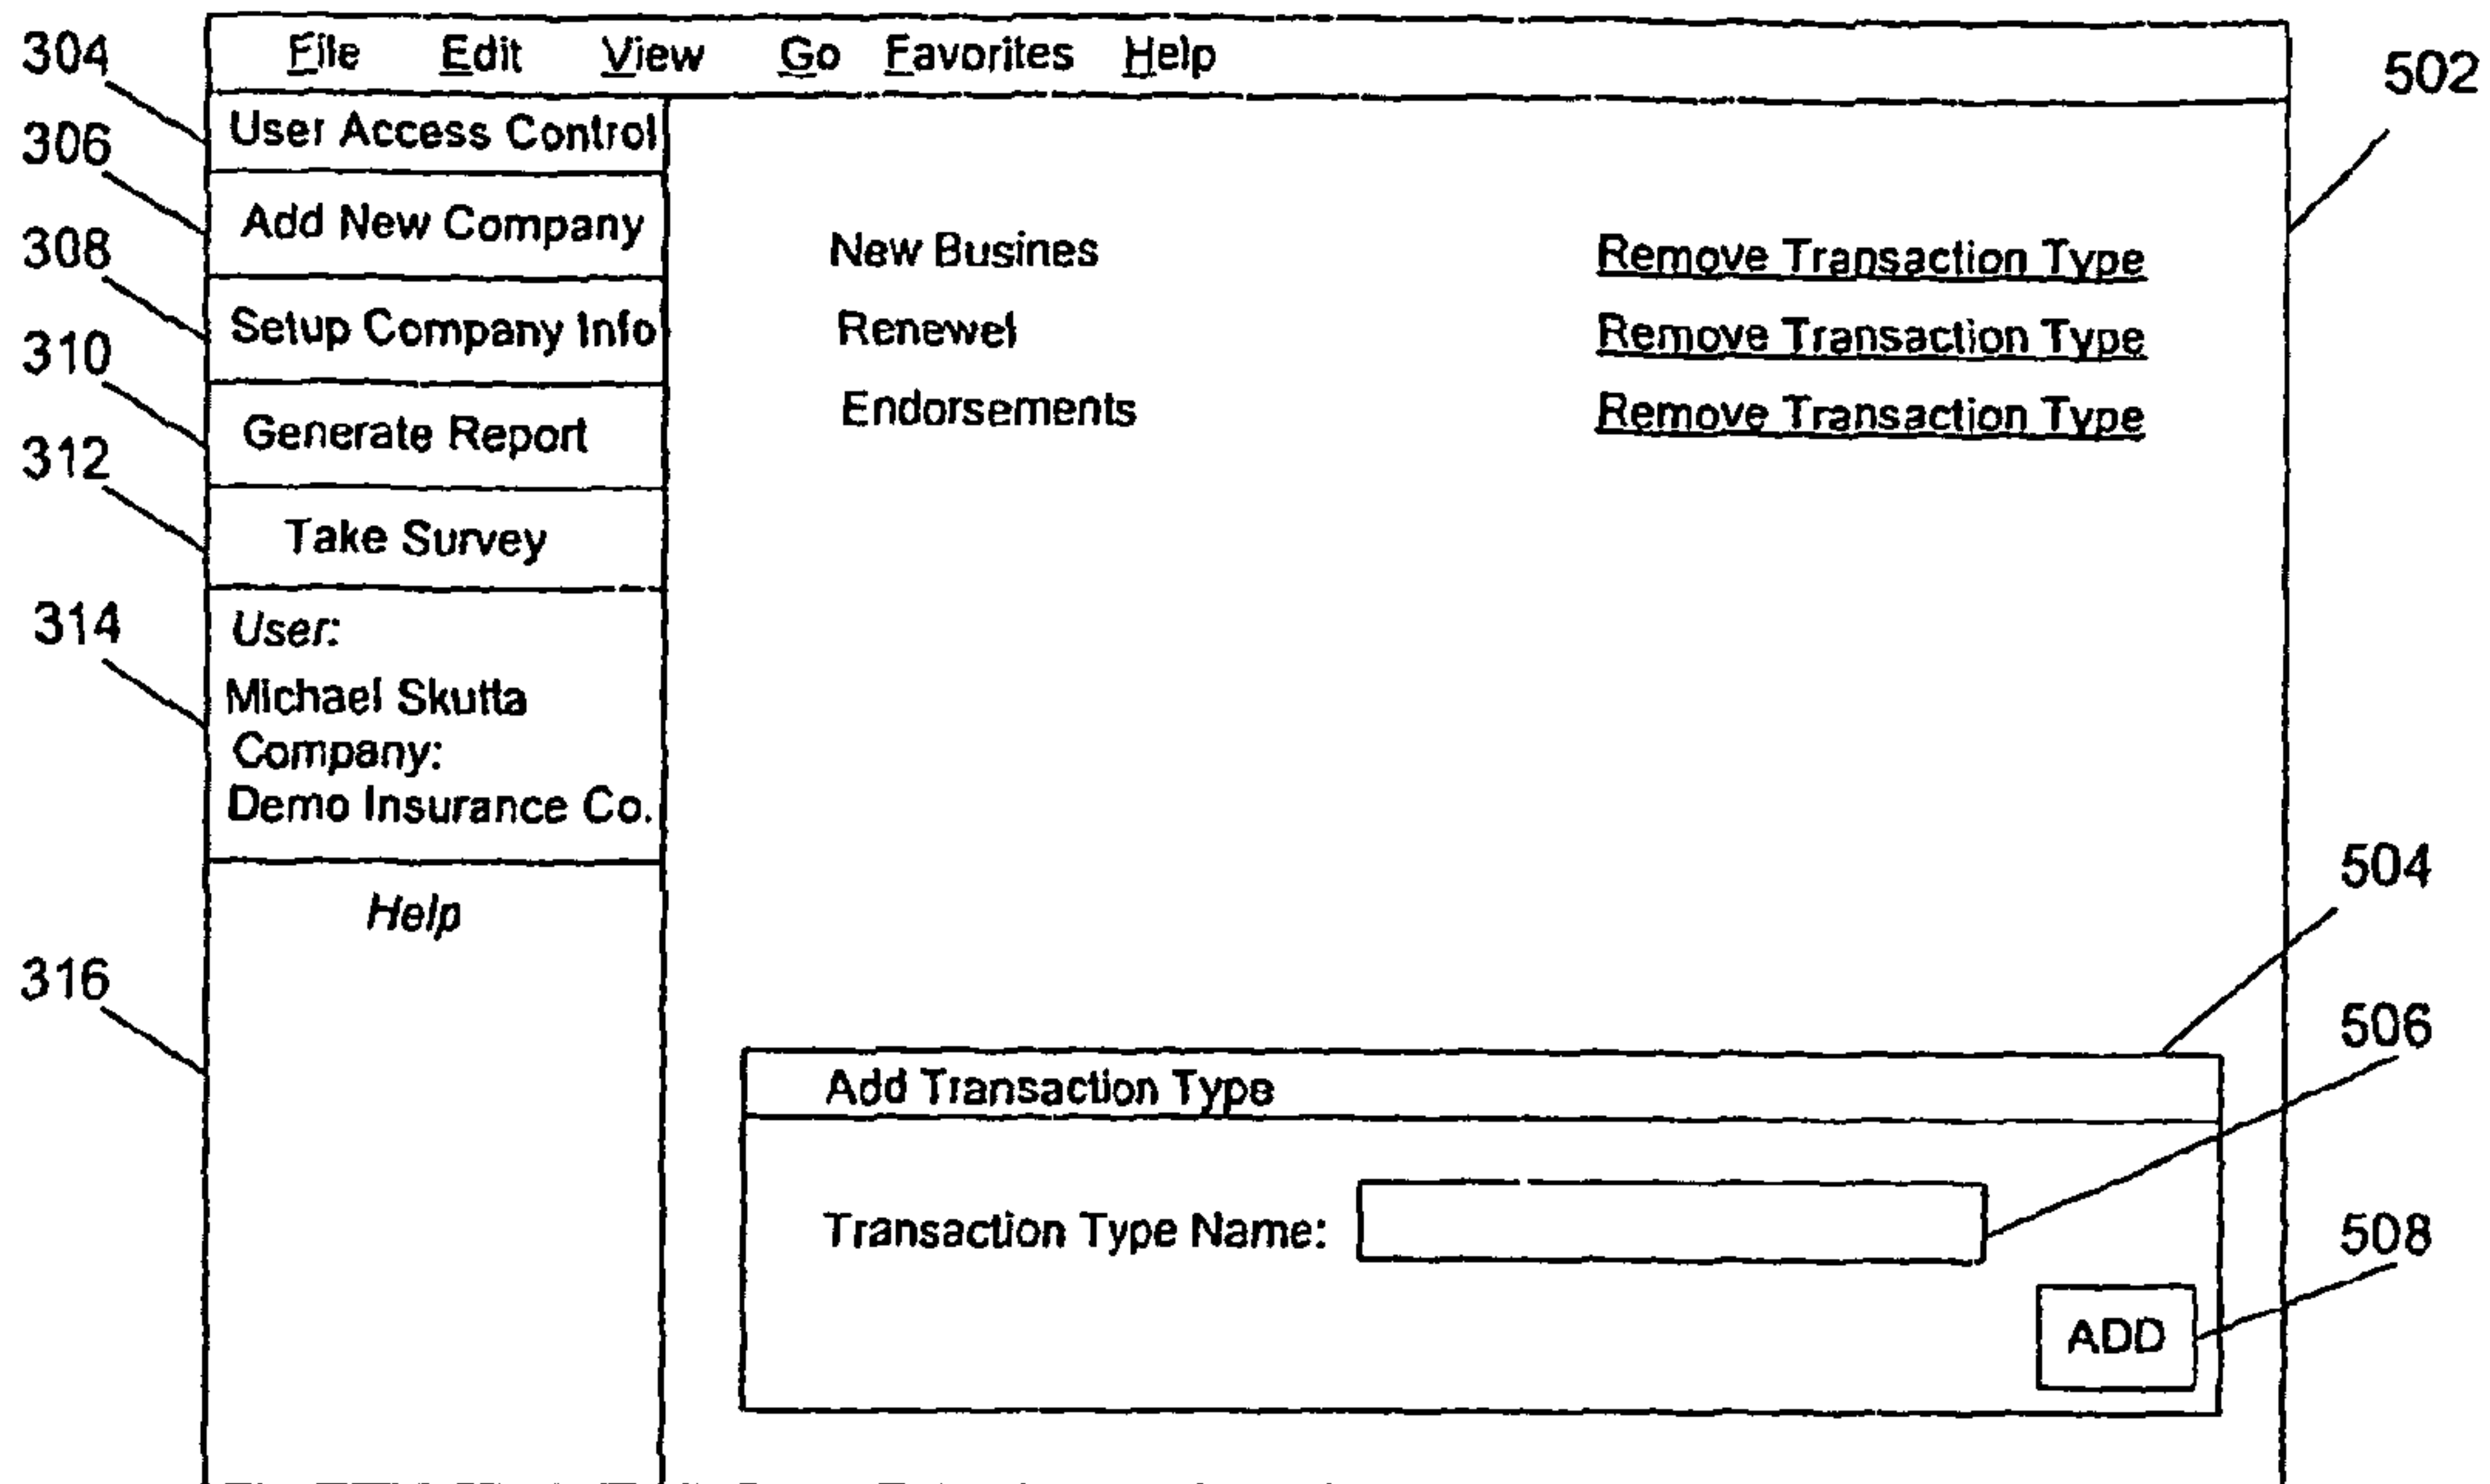 File Edit View Go Favorites Help
304
User Access Control
502
306
Add New Company
308
Setup Company Info
310
Generate Report
312
Take Survey
314
User:
Michael Skutta
Company:
Demo Insurance Co.
316
Help
New Busines Remove Transaction Type
Renewel Remove Transaction Type
Endorsements Remove Transaction Type
504
Add Transaction Type
506
Transaction Type Name:
508
ADD